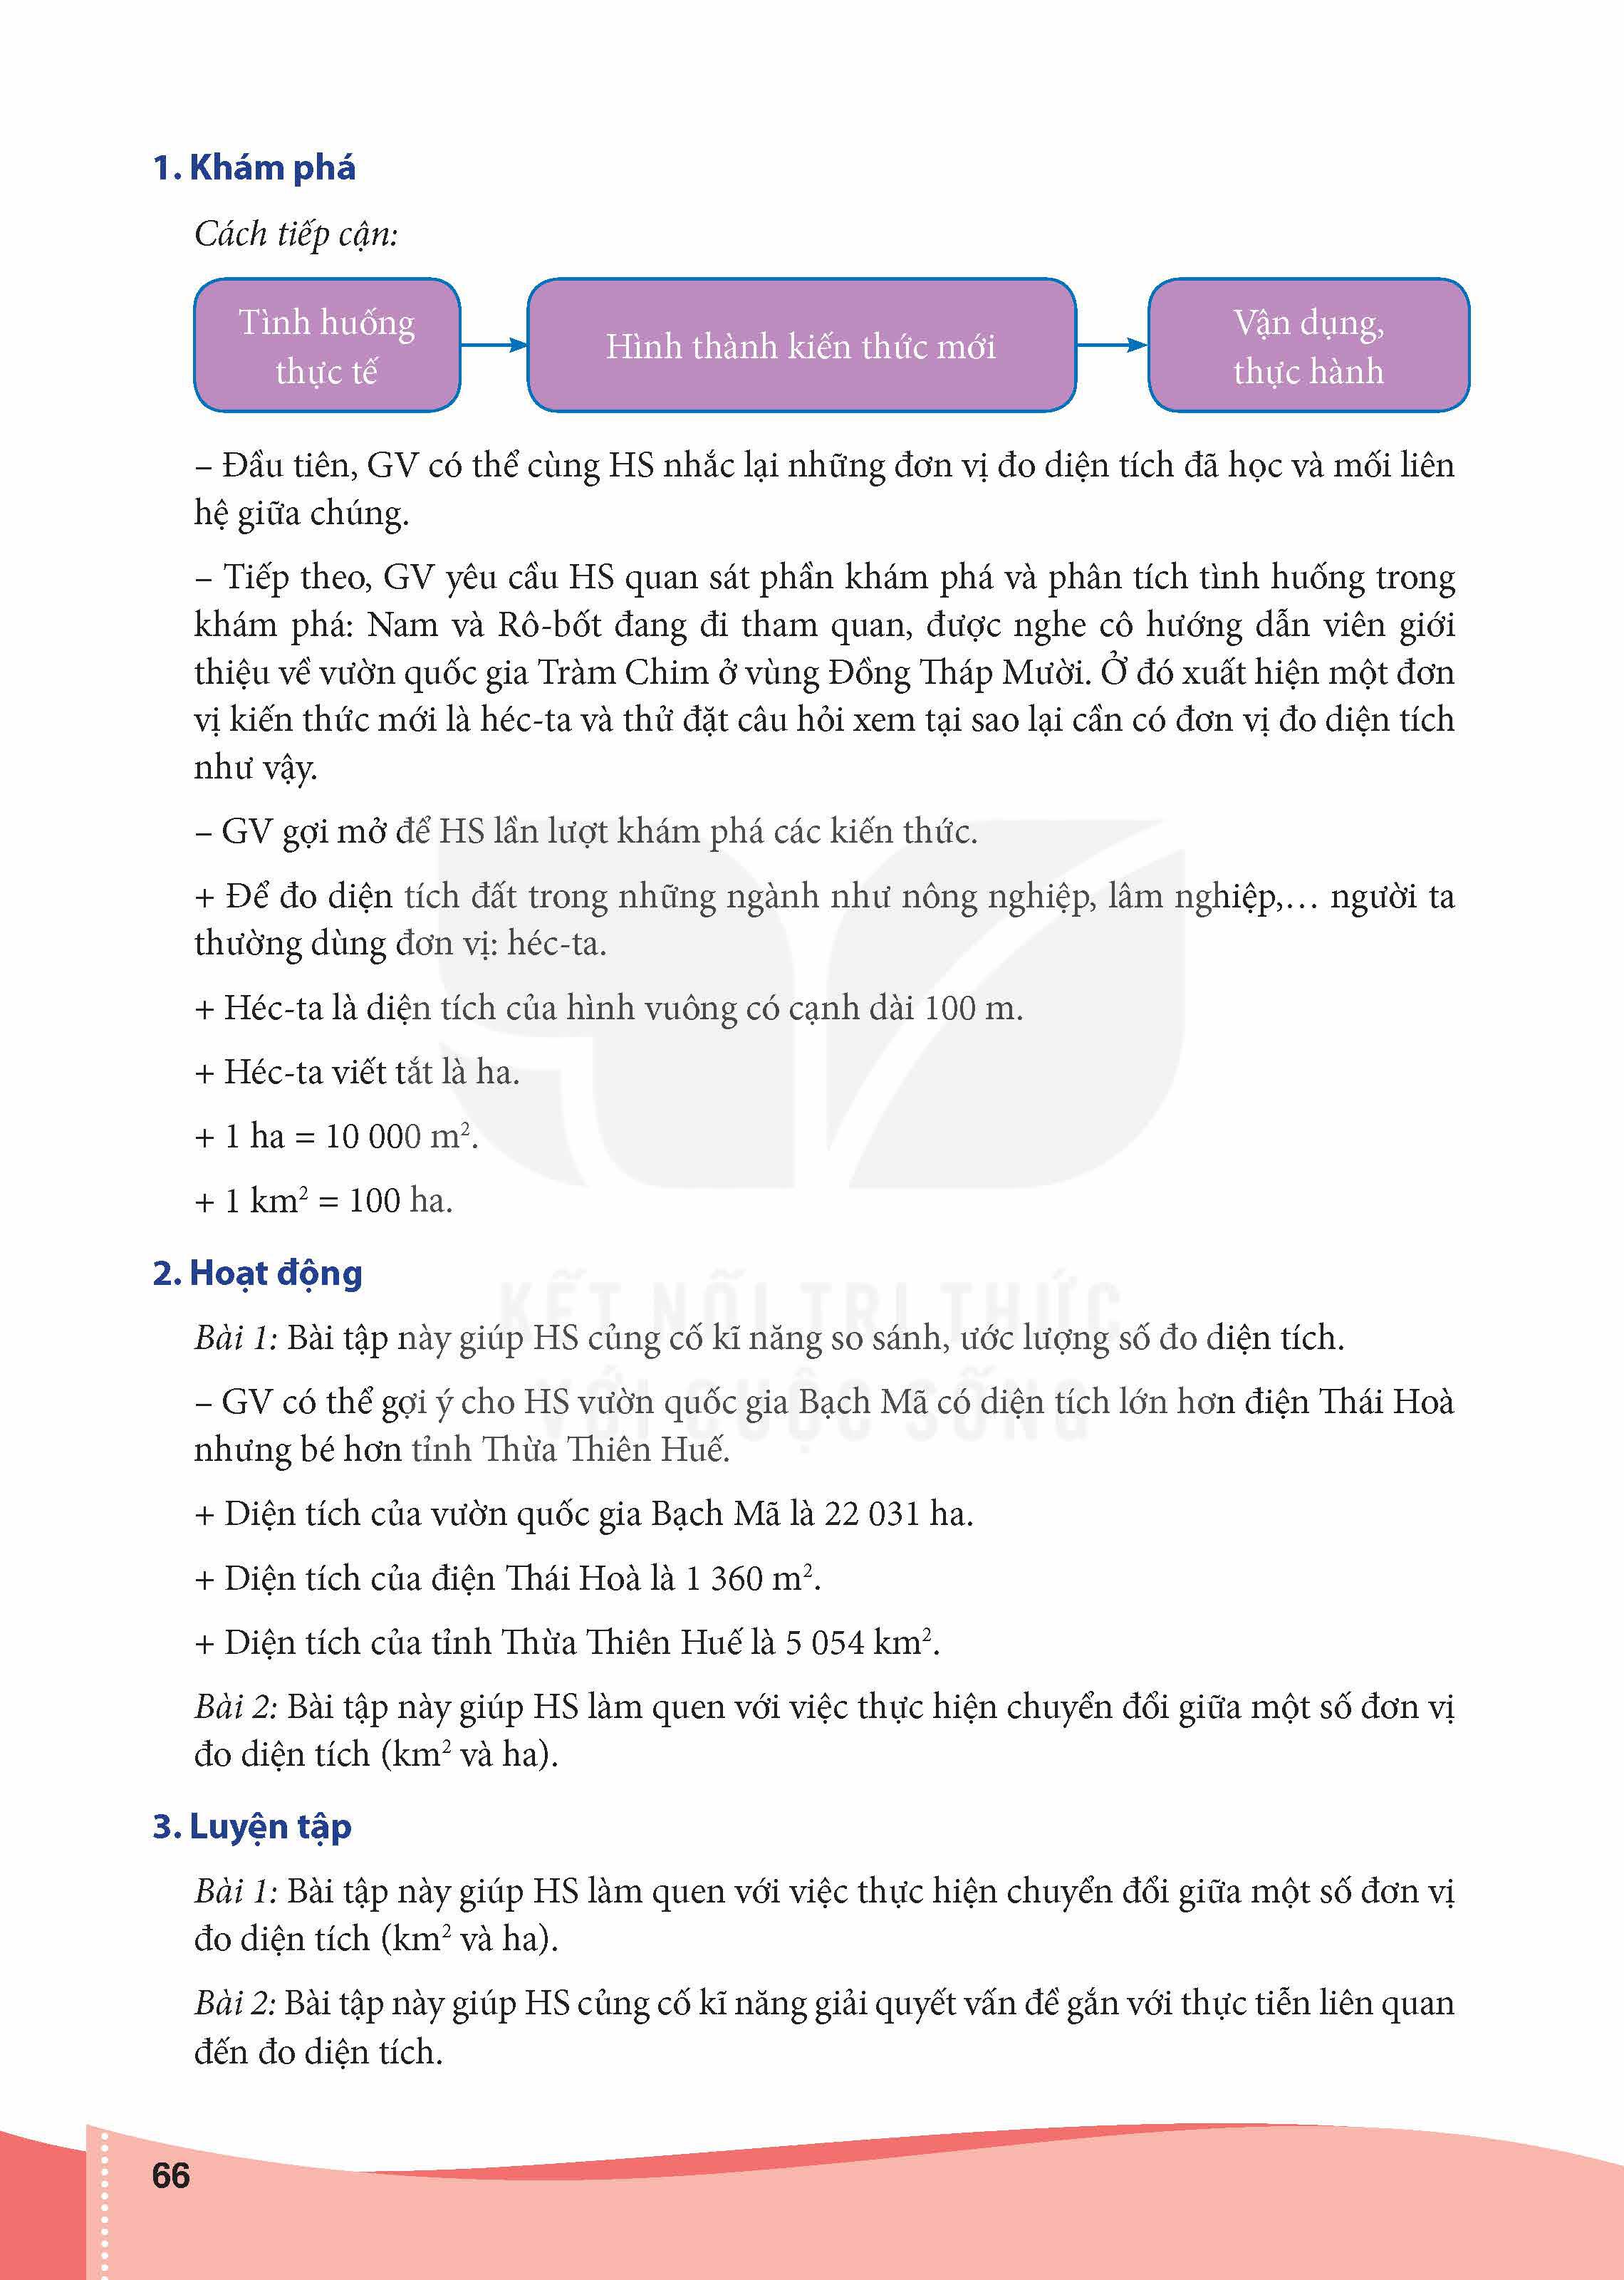 1. Khám phá
Cách tiếp cận:
Tình huống
thực tế
Hình thành kiến thức mới
Vận dụng,
thực hành
– Đầu tiên, GV có thể cùng HS nhắc lại những đơn vị đo diện tích đã học và mối liên
hệ giữa chúng.
– Tiếp theo, GV yêu cầu HS quan sát phần khám phá và phân tích tình huống trong
khám phá: Nam và Rô-bốt đang đi tham quan, được nghe cô hướng dẫn viên giới
thiệu về vườn quốc gia Tràm Chim ở vùng Đồng Tháp Mười. Ở đó xuất hiện một đơn
vị kiến thức mới là héc-ta và thử đặt câu hỏi xem tại sao lại cần có đơn vị đo diện tích
như vậy.
– GV gợi mở để HS lần lượt khám phá các kiến thức.
+ Để đo diện tích đất trong những ngành như nông nghiệp, lâm nghiệp,… người ta
thường dùng đơn vị: héc-ta.
+ Héc-ta là diện tích của hình vuông có cạnh dài 100 m.
+ Héc-ta viết tắt là ha.
+ 1 ha = 10 000 m².
+ 1 km² = 100 ha.
2. Hoạt động
KẾT NỐI TRI THỨC
Bài 1: Bài tập này giúp HS củng cố kĩ năng so sánh, ước lượng số đo diện tích.
VỚI CUỘC SỐNG
– GV có thể gợi ý cho HS vườn quốc gia Bạch Mã có diện tích lớn hơn điện Thái Hoà
nhưng bé hơn tỉnh Thừa Thiên Huế.
+ Diện tích của vườn quốc gia Bạch Mã là 22 031 ha.
+ Diện tích của điện Thái Hoà là 1 360 m².
+ Diện tích của tỉnh Thừa Thiên Huế là 5 054 km².
Bài 2: Bài tập này giúp HS làm quen với việc thực hiện chuyển đổi giữa một số đơn vị
đo diện tích (km² và ha).
3. Luyện tập
Bài 1: Bài tập này giúp HS làm quen với việc thực hiện chuyển đổi giữa một số đơn vị
đo diện tích (km² và ha).
Bài 2: Bài tập này giúp HS củng cố kĩ năng giải quyết vấn đề gắn với thực tiễn liên quan
đến đo diện tích.
66